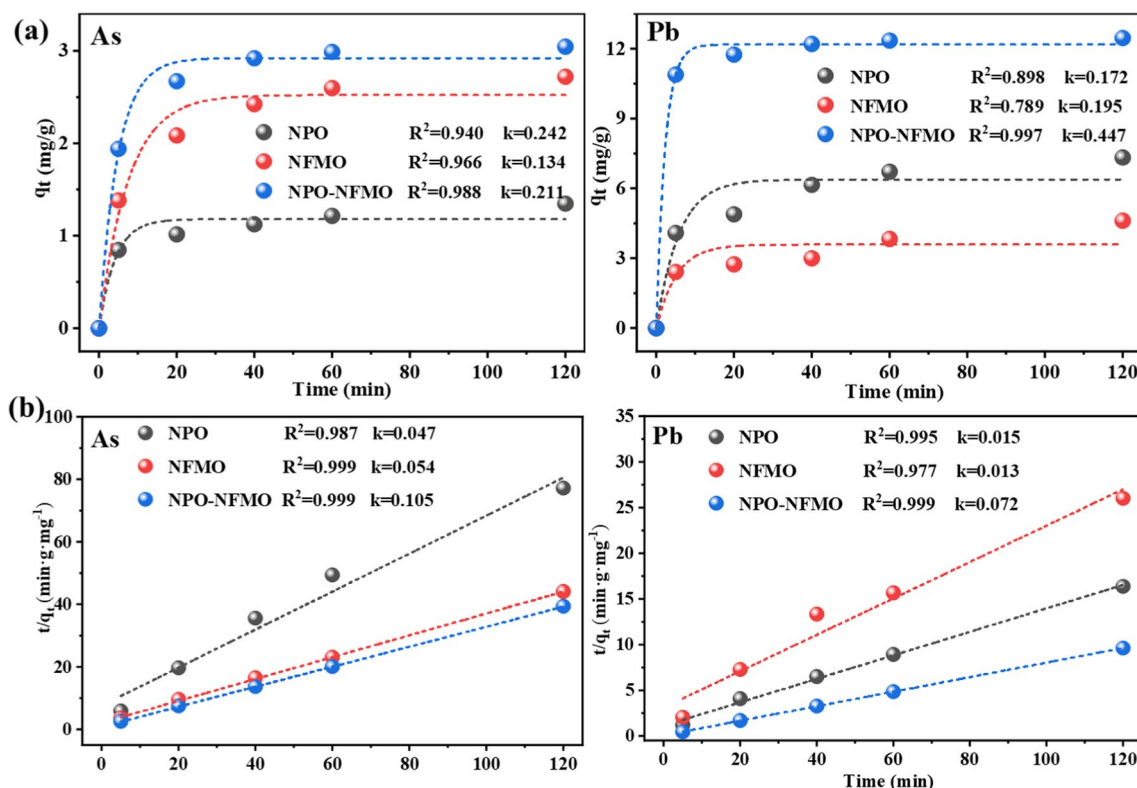 (a)
As
qt (mg/g)
3
2
1
0
NPO R²=0.940 k=0.242
NFMO R²=0.966 k=0.134
NPO-NFMO R²=0.988 k=0.211
0 20 40 60 80 100 120
Time (min)
Pb
qt (mg/g)
12
9
6
3
0
NPO R²=0.898 k=0.172
NFMO R²=0.789 k=0.195
NPO-NFMO R²=0.997 k=0.447
0 20 40 60 80 100 120
Time (min)
(b)
As
t/qt (min·g·mg⁻¹)
100
80
60
40
20
0
NPO R²=0.987 k=0.047
NFMO R²=0.999 k=0.054
NPO-NFMO R²=0.999 k=0.105
0 20 40 60 80 100 120
Pb
t/qt (min·g·mg⁻¹)
35
30
25
20
15
10
5
0
NPO R²=0.995 k=0.015
NFMO R²=0.977 k=0.013
NPO-NFMO R²=0.999 k=0.072
0 20 40 60 80 100 120
Time (min)